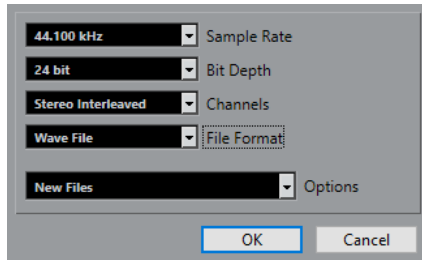 44.100 kHz Sample Rate
24 bit Bit Depth
Stereo Interleaved Channels
Wave File File Format
New Files Options
OK Cancel